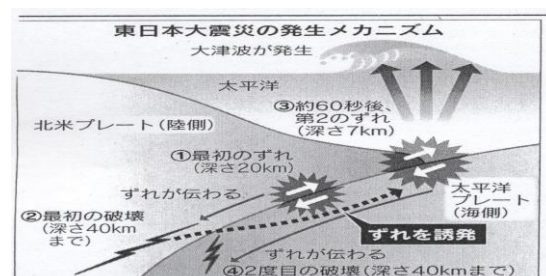 東日本大震災の発生メカニズム
大津波が発生
太平洋
③約60秒後、
第2のずれ
(深さ7km)
北米プレート(陸側)
①最初のずれ
(深さ20km)
ずれが伝わる
②最初の破壊
(深さ40km
まで)
太平洋
プレート
(海側)
ずれを誘発
ずれが伝わる
④2度目の破壊(深さ40kmまで)